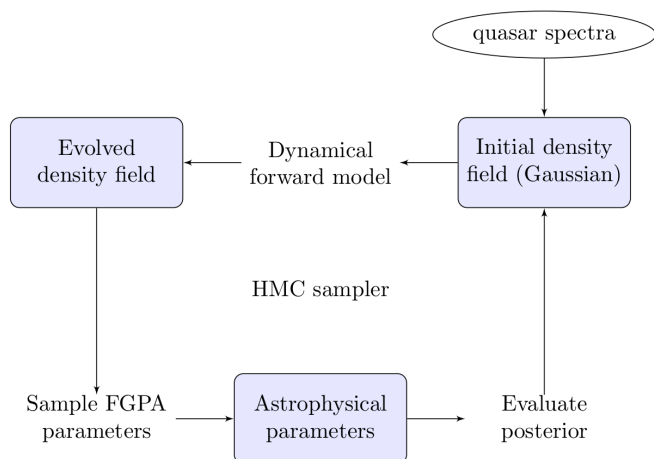 quasar spectra
Evolved
density field
Dynamical
forward model
Initial density
field (Gaussian)
HMC sampler
Sample FGPA
parameters
Astrophysical
parameters
Evaluate
posterior